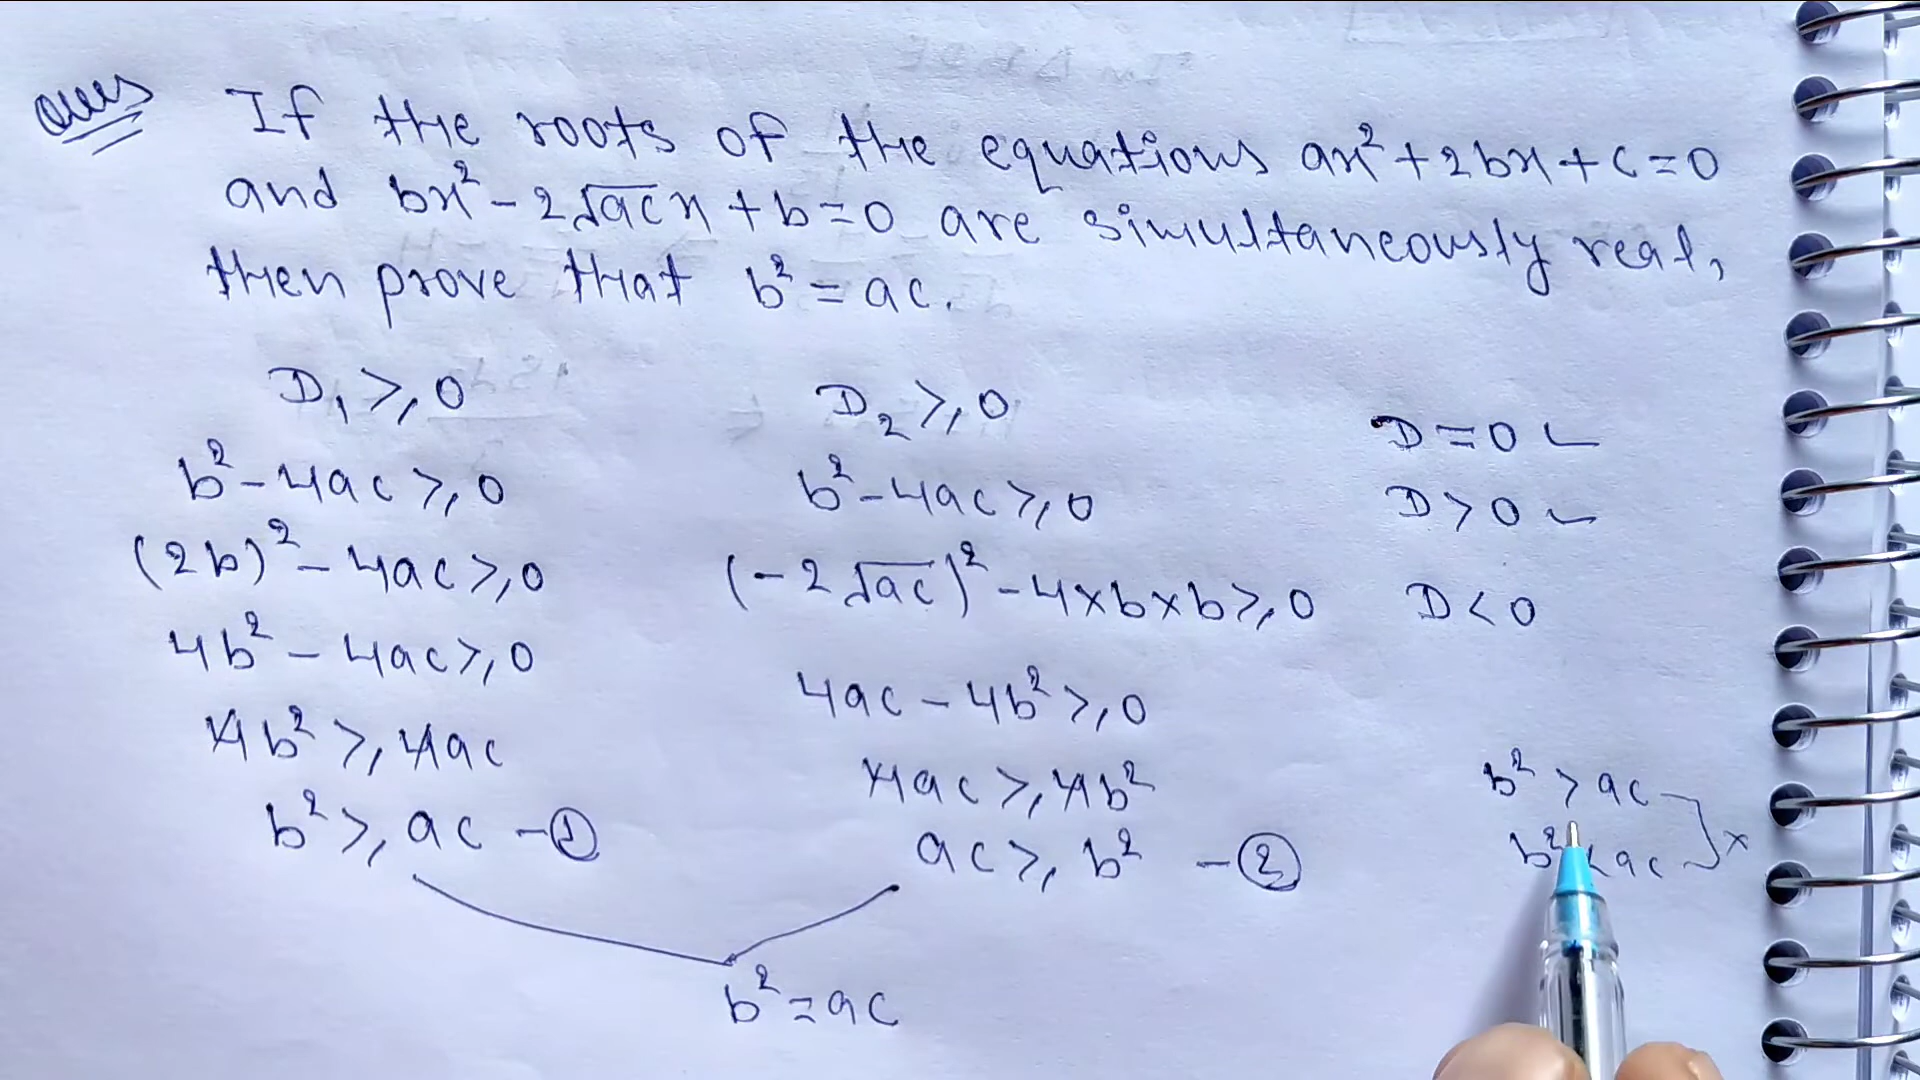 Ques If the roots of the equations ax²+2bx+c=0
and bx²-2√ac x+b=0 are simultaneously real,
then prove that b²=ac.
D₁≥0
b²-4ac≥0
(2b)²-4ac≥0
4b²-4ac≥0
4b²≥4ac
b²≥ac -①
D₂≥0
b²-4ac≥0
(-2√ac)²-4×b×b≥0
4ac-4b²≥0
4ac≥4b²
ac≥b² -②
b²=ac
D=0
D>0
D<0
b²>ac
b²<ac ×